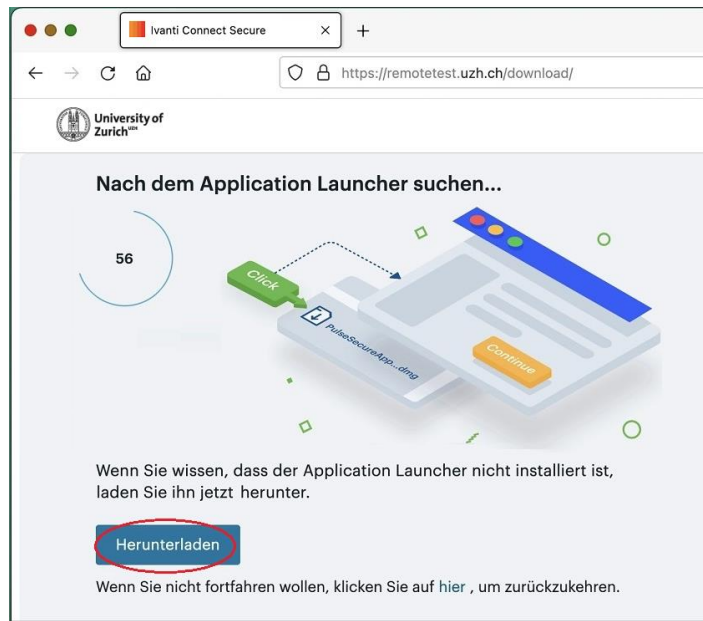 Ivanti Connect Secure
https://remotetest.uzh.ch/download/
University of
Zurich UZH
Nach dem Application Launcher suchen...
56
Click
PulseSecureApp...dmg
Continue
Wenn Sie wissen, dass der Application Launcher nicht installiert ist,
laden Sie ihn jetzt herunter.
Herunterladen
Wenn Sie nicht fortfahren wollen, klicken Sie auf hier , um zurückzukehren.